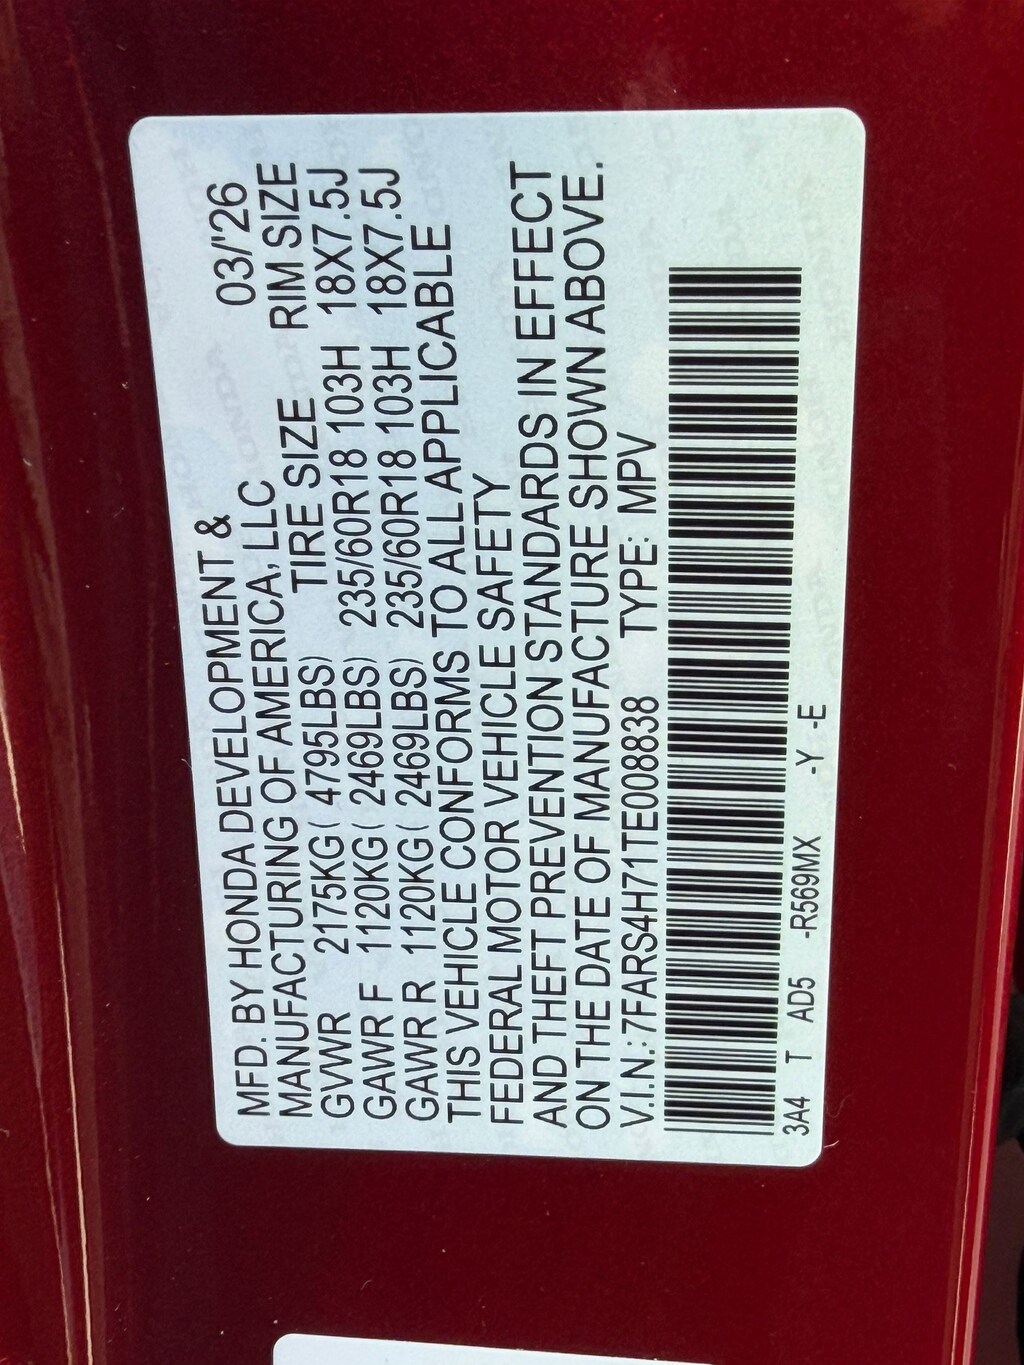 MFD. BY HONDA DEVELOPMENT & 03/'26
MANUFACTURING OF AMERICA, LLC
TIRE SIZE RIM SIZE
GVWR 2175KG( 4795LBS) 235/60R18 103H 18X7.5J
GAWR F 1120KG( 2469LBS) 235/60R18 103H 18X7.5J
GAWR R 1120KG( 2469LBS)
THIS VEHICLE CONFORMS TO ALL APPLICABLE
FEDERAL MOTOR VEHICLE SAFETY
AND THEFT PREVENTION STANDARDS IN EFFECT
ON THE DATE OF MANUFACTURE SHOWN ABOVE.
V.I.N.: 7FARS4H71TE008838 TYPE: MPV
3A4 T AD5 -R569MX -Y -E